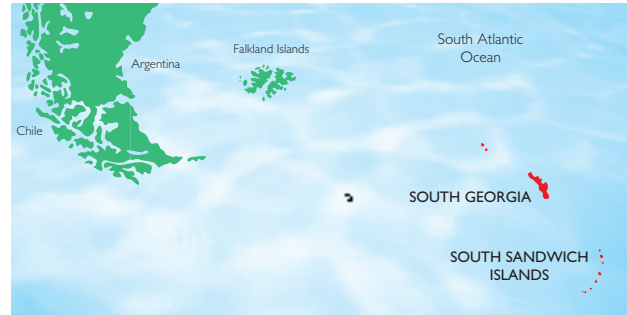 South Atlantic
Ocean
Falkland Islands
Argentina
Chile
SOUTH GEORGIA
SOUTH SANDWICH
ISLANDS